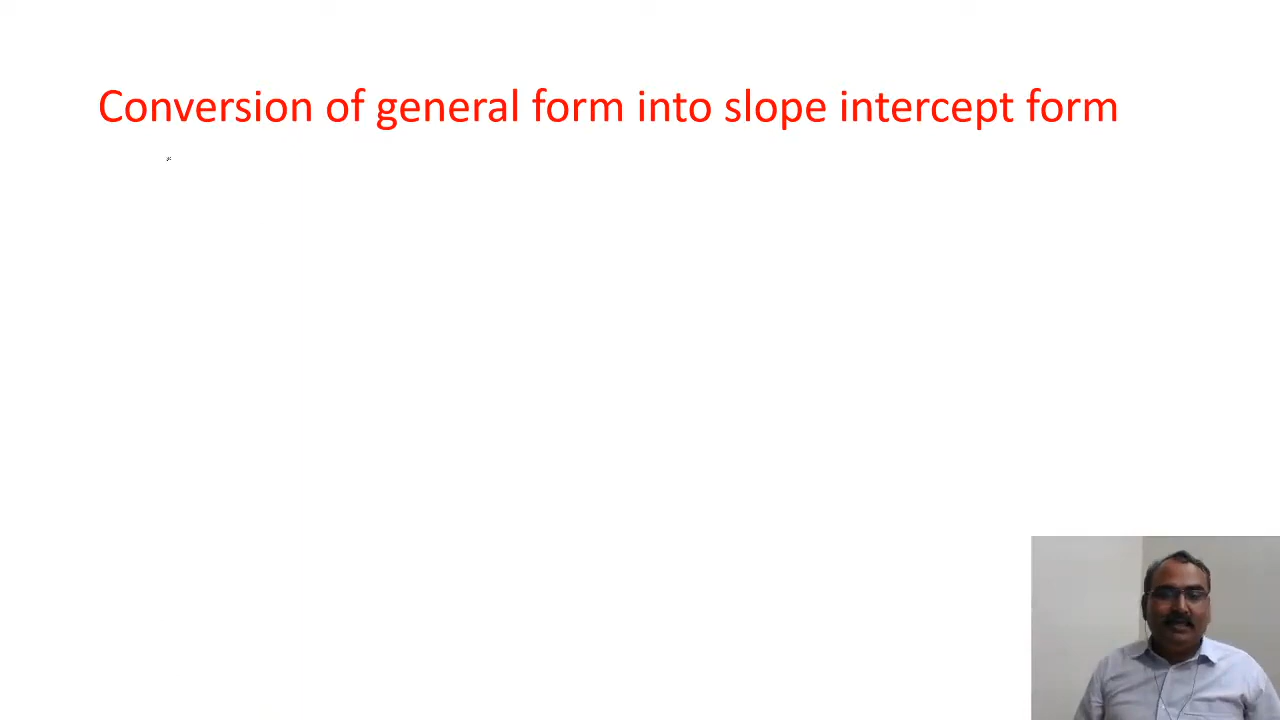 Conversion of general form into slope intercept form